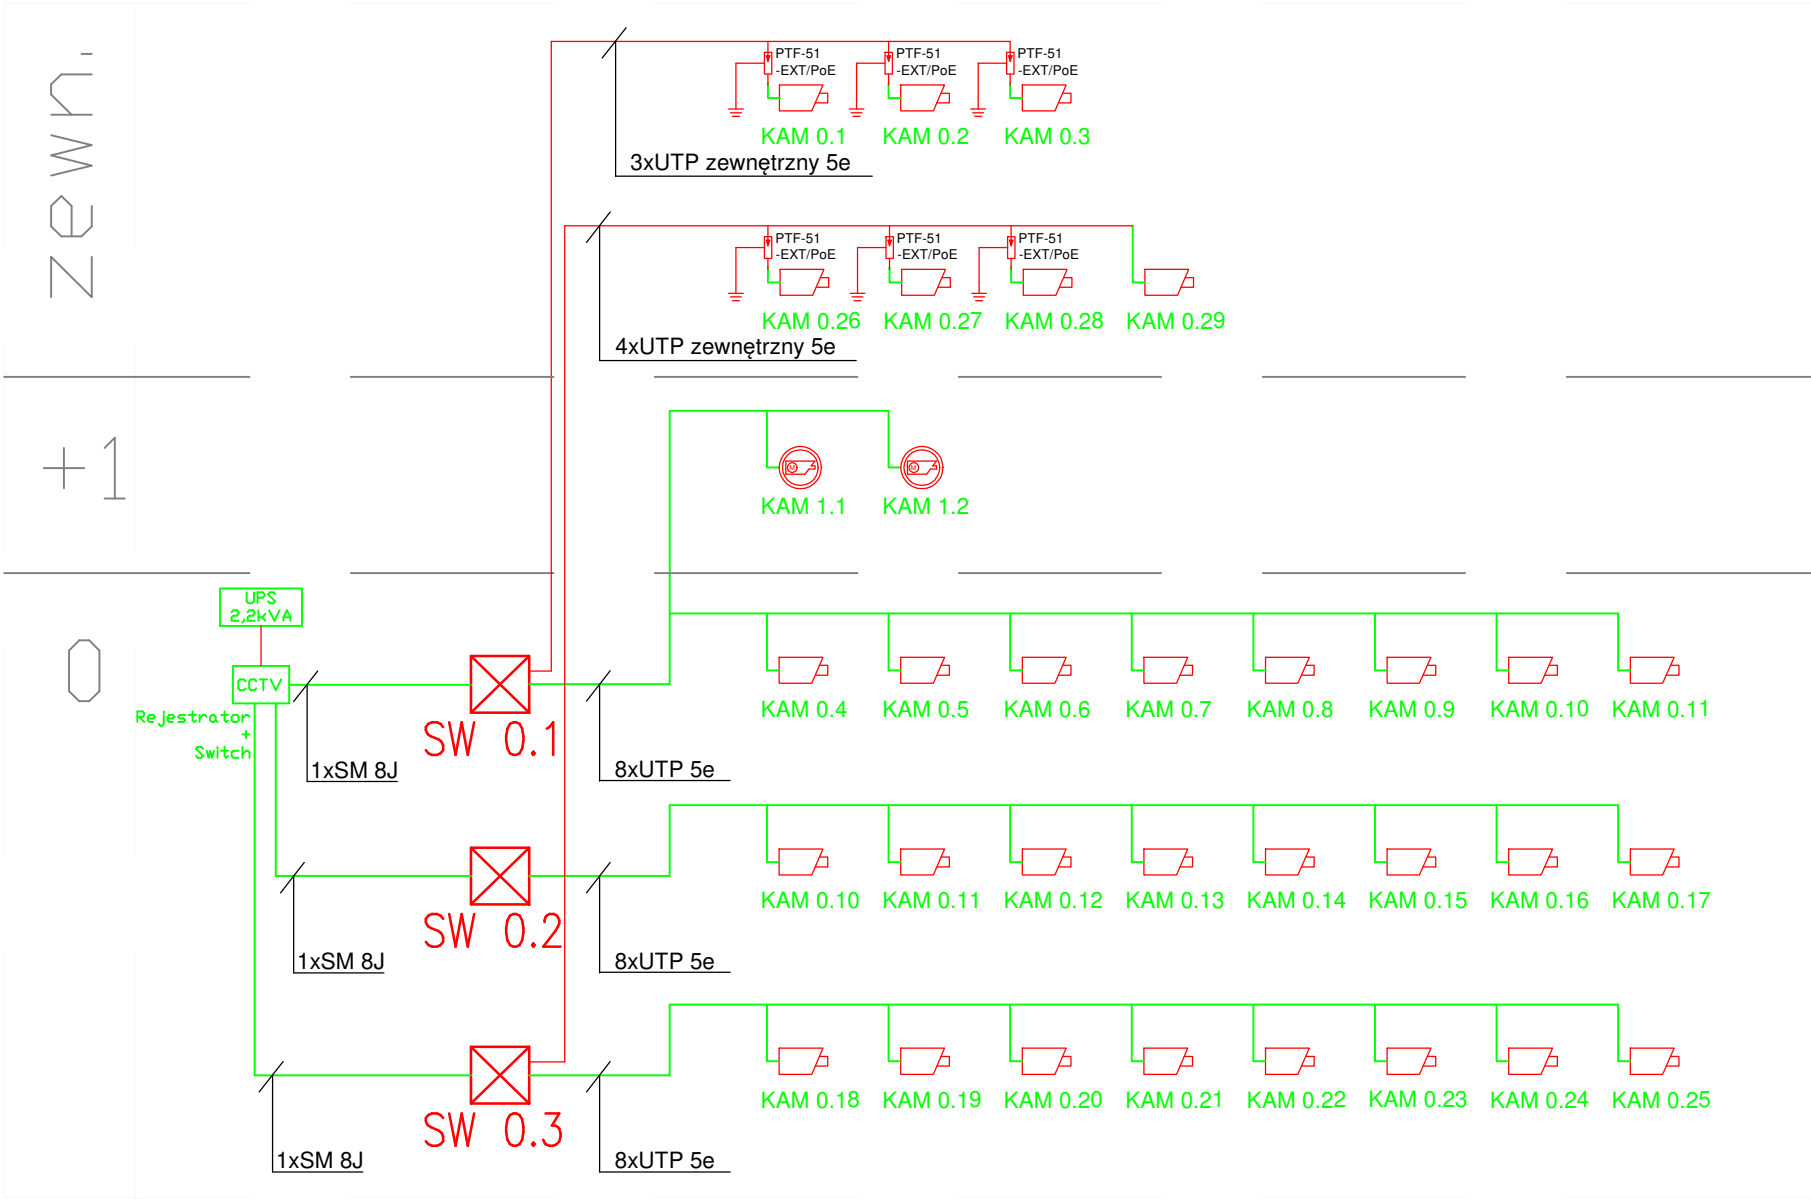 zewn.
PTF-51
-EXT/PoE
PTF-51
-EXT/PoE
PTF-51
-EXT/PoE
KAM 0.1
KAM 0.2
KAM 0.3
3xUTP zewnętrzny 5e
PTF-51
-EXT/PoE
PTF-51
-EXT/PoE
PTF-51
-EXT/PoE
KAM 0.26
KAM 0.27
KAM 0.28
KAM 0.29
4xUTP zewnętrzny 5e
+1
M
M
KAM 1.1
KAM 1.2
0
UPS
2,2kVA
CCTV
Rejestrator
+
Switch
SW 0.1
1xSM 8J
8xUTP 5e
KAM 0.4
KAM 0.5
KAM 0.6
KAM 0.7
KAM 0.8
KAM 0.9
KAM 0.10
KAM 0.11
SW 0.2
1xSM 8J
8xUTP 5e
KAM 0.10
KAM 0.11
KAM 0.12
KAM 0.13
KAM 0.14
KAM 0.15
KAM 0.16
KAM 0.17
SW 0.3
1xSM 8J
8xUTP 5e
KAM 0.18
KAM 0.19
KAM 0.20
KAM 0.21
KAM 0.22
KAM 0.23
KAM 0.24
KAM 0.25